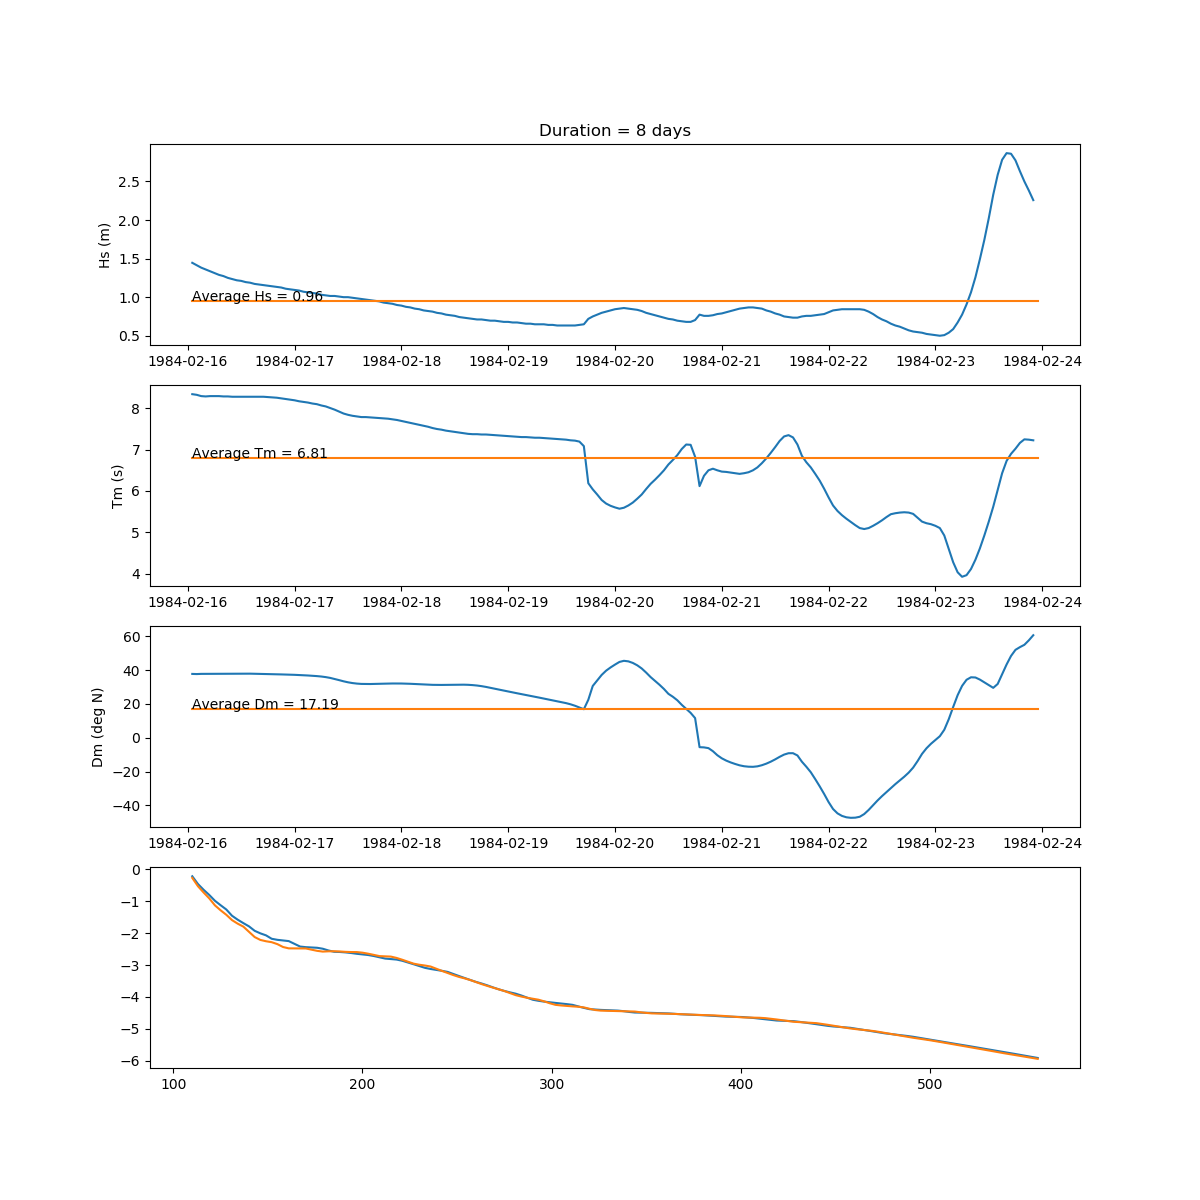 Duration = 8 days
Hs (m)
2.5
2.0
1.5
1.0
0.5
Average Hs = 0.96
1984-02-16 1984-02-17 1984-02-18 1984-02-19 1984-02-20 1984-02-21 1984-02-22 1984-02-23 1984-02-24
Tm (s)
8
7
6
5
4
Average Tm = 6.81
1984-02-16 1984-02-17 1984-02-18 1984-02-19 1984-02-20 1984-02-21 1984-02-22 1984-02-23 1984-02-24
Dm (deg N)
60
40
20
0
−20
−40
Average Dm = 17.19
1984-02-16 1984-02-17 1984-02-18 1984-02-19 1984-02-20 1984-02-21 1984-02-22 1984-02-23 1984-02-24
0
−1
−2
−3
−4
−5
−6
100 200 300 400 500